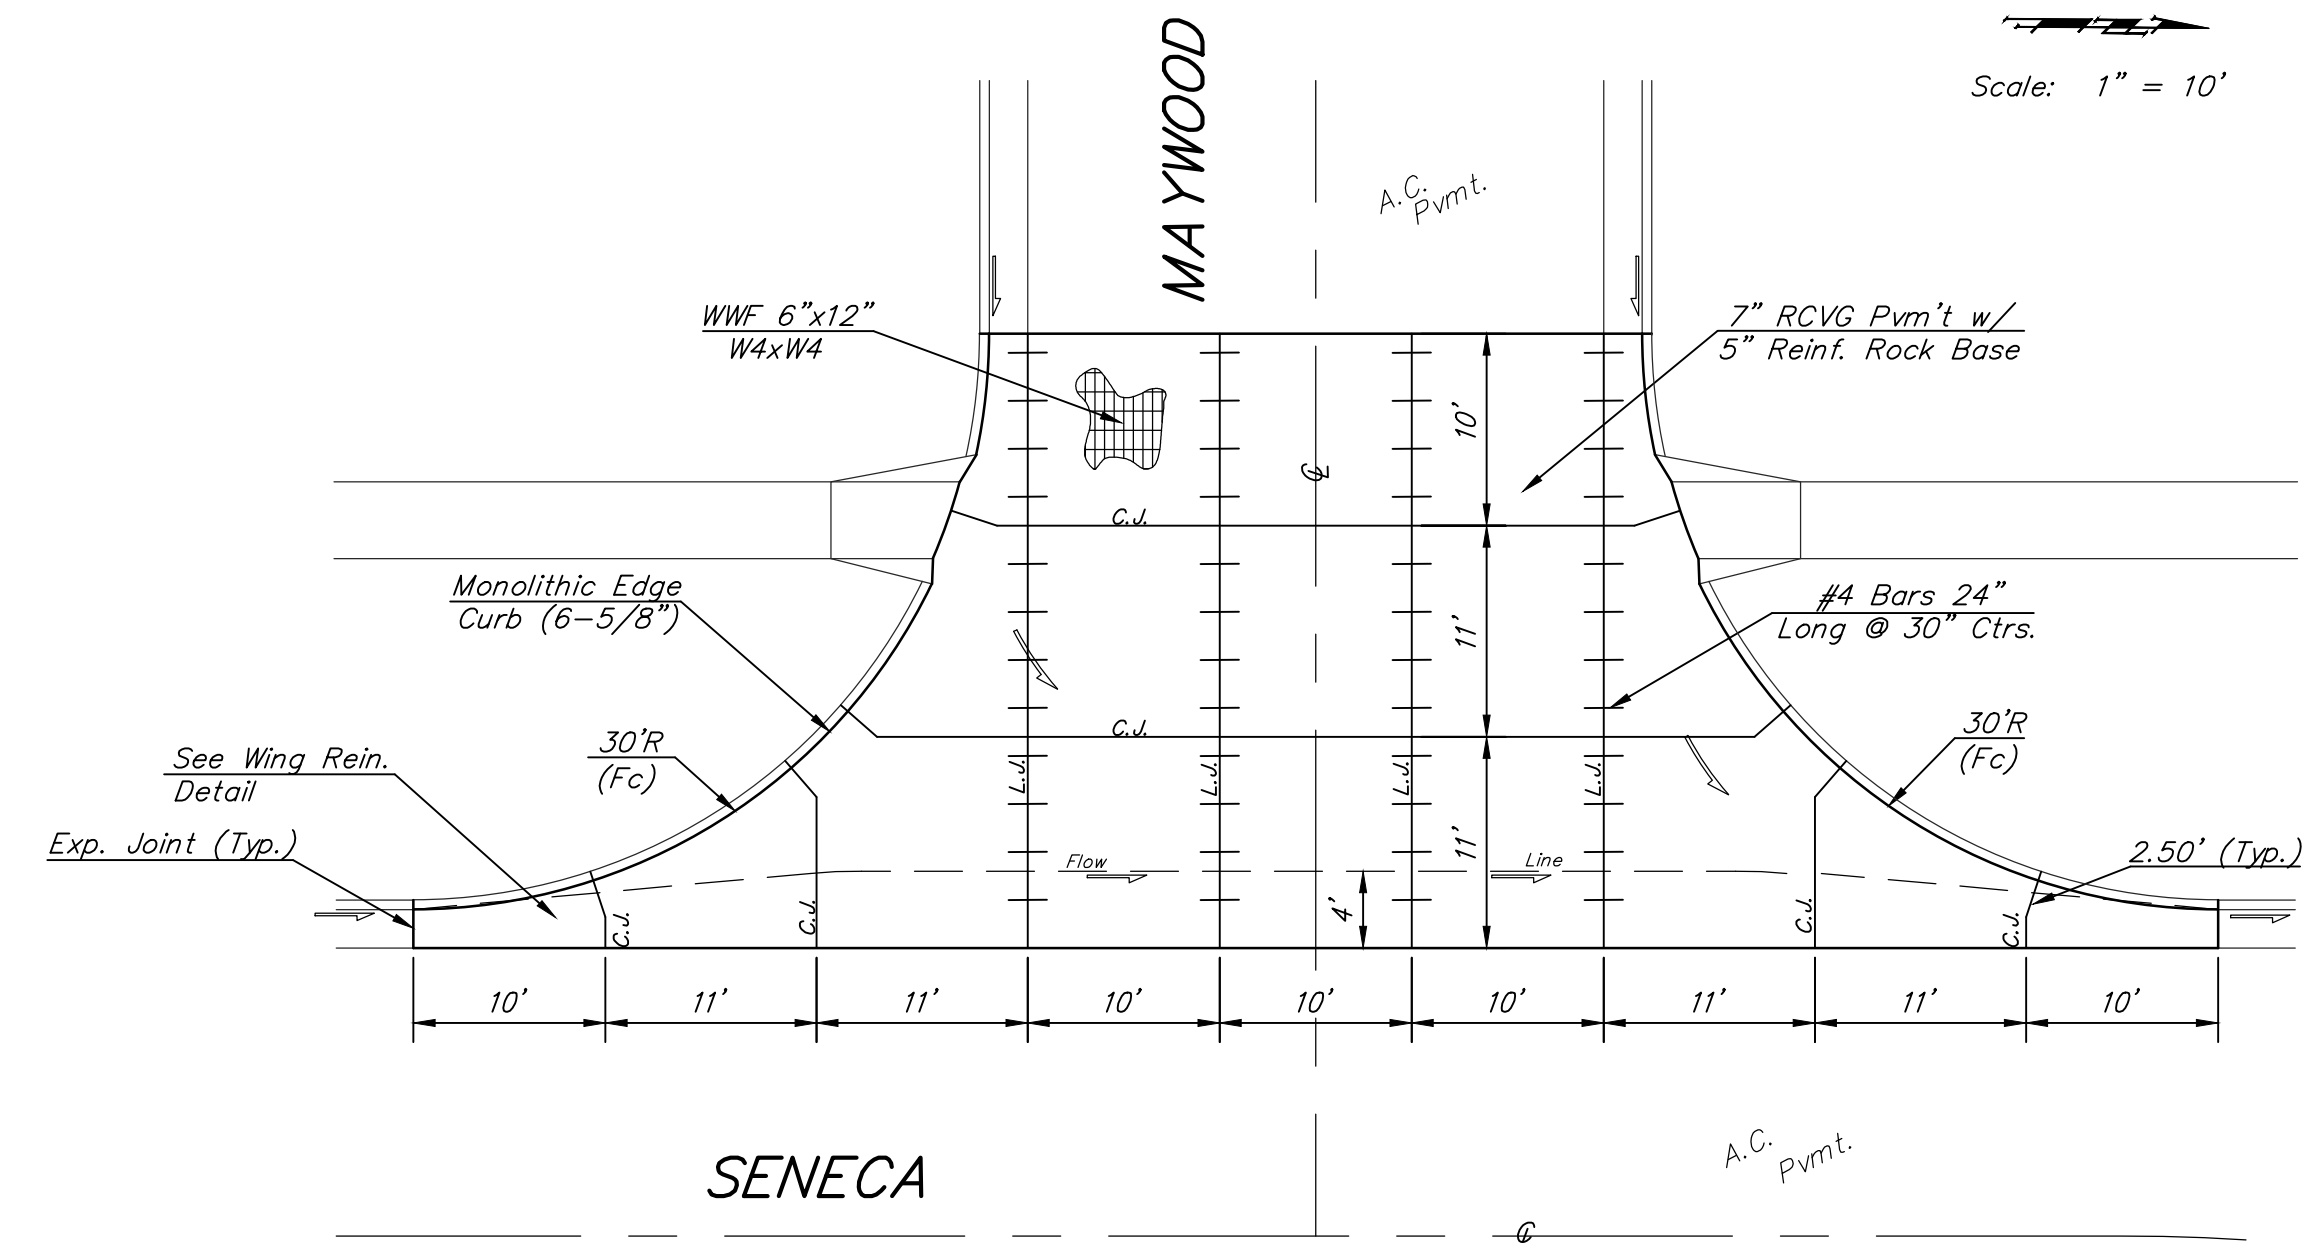 MAYWOOD
Scale: 1" = 10'
A.C.
Pvmt.
WWF 6"x12"
W4xW4
7" RCVG Pvm't w/
5" Reinf. Rock Base
10'
C.J.
Monolithic Edge
Curb (6-5/8")
11'
#4 Bars 24"
Long @ 30" Ctrs.
C.J.
30'R
(Fc)
30'R
(Fc)
See Wing Rein.
Detail
L.J.
L.J.
L.J.
L.J.
Exp. Joint (Typ.)
11'
Flow
Line
2.50' (Typ.)
4'
C.J.
C.J.
C.J.
C.J.
10'
11'
11'
10'
10'
10'
11'
11'
10'
A.C.
Pvmt.
SENECA